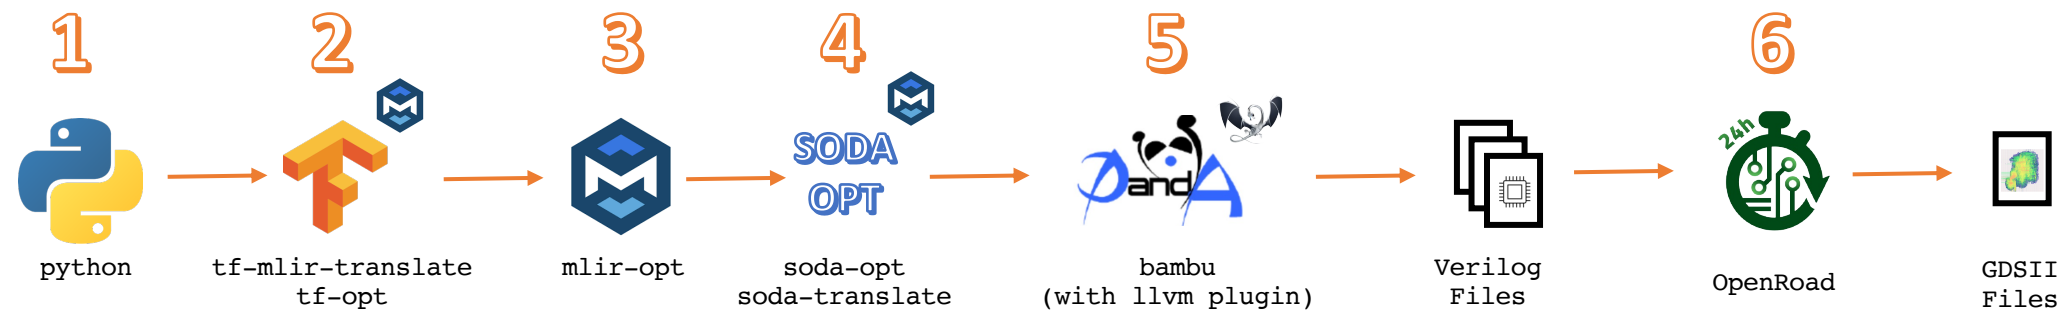 1
2
3
4
5
6
SODA
OPT
PandA
24h
python
tf-mlir-translate
tf-opt
mlir-opt
soda-opt
soda-translate
bambu
(with llvm plugin)
Verilog
Files
OpenRoad
GDSII
Files